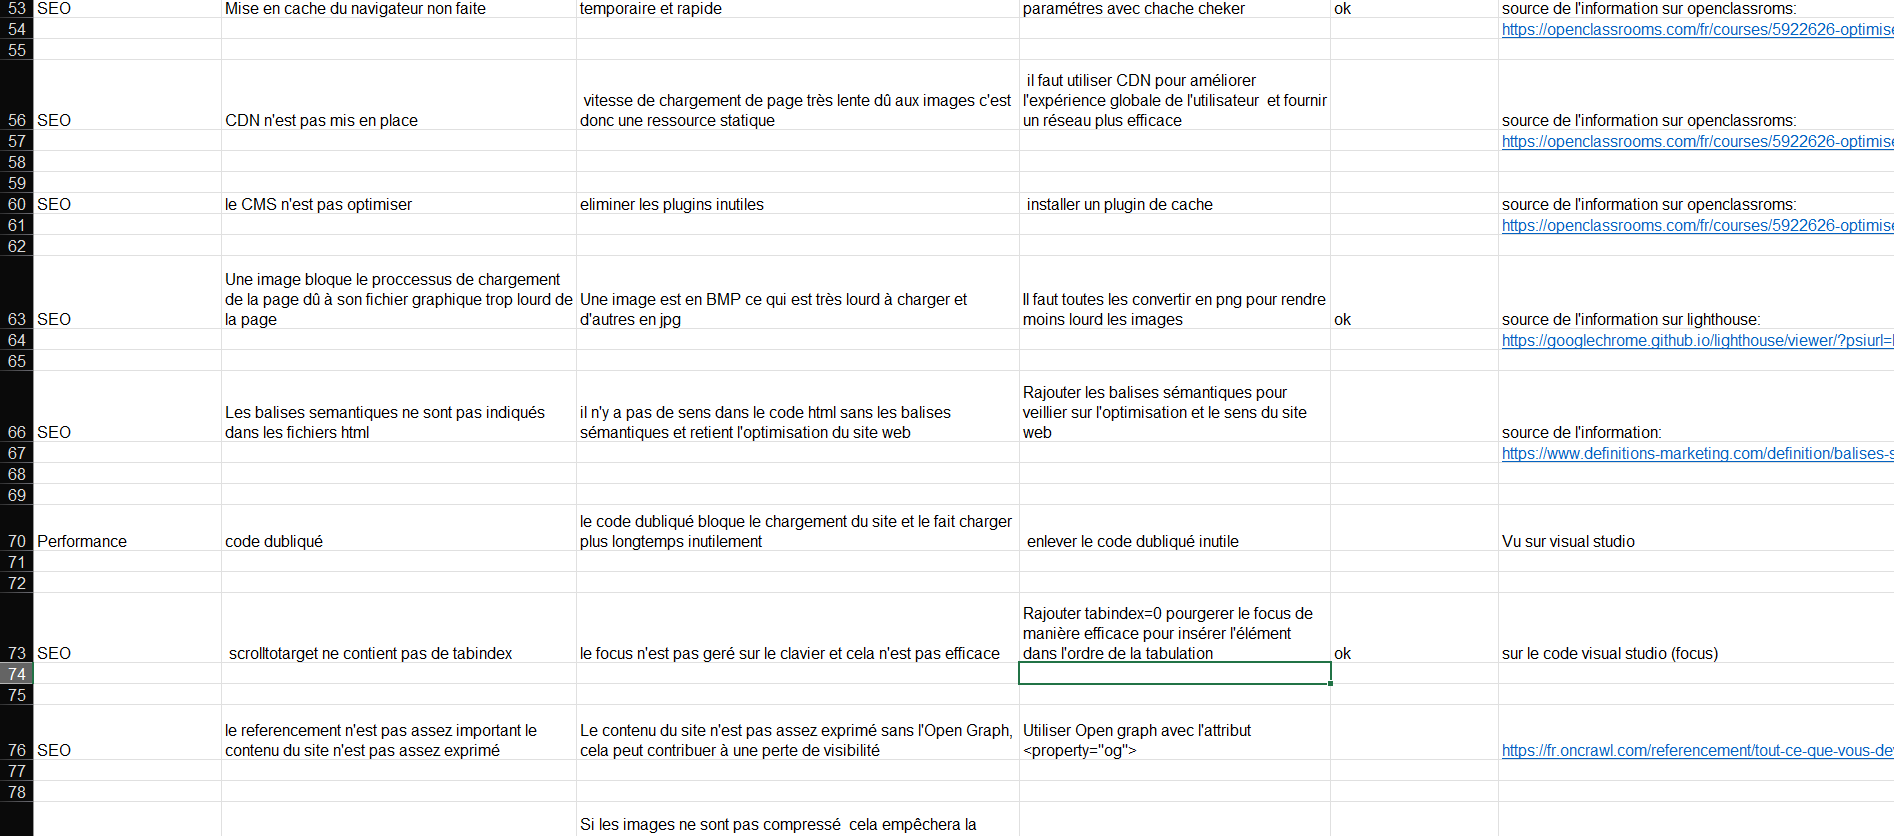 53 SEO Mise en cache du navigateur non faite temporaire et rapide paramétres avec chache cheker ok source de l'information sur openclassroms:
54 https://openclassrooms.com/fr/courses/5922626-optimise
55
56 SEO
CDN n'est pas mis en place
vitesse de chargement de page très lente dû aux images c'est
donc une ressource statique
il faut utiliser CDN pour améliorer
l'expérience globale de l'utilisateur et fournir
un réseau plus efficace
source de l'information sur openclassroms:
57 https://openclassrooms.com/fr/courses/5922626-optimise
58
59
60 SEO le CMS n'est pas optimiser eliminer les plugins inutiles installer un plugin de cache source de l'information sur openclassroms:
61 https://openclassrooms.com/fr/courses/5922626-optimise
62
63 SEO
Une image bloque le proccessus de chargement
de la page dû à son fichier graphique trop lourd de
la page
Une image est en BMP ce qui est très lourd à charger et
d'autres en jpg
Il faut toutes les convertir en png pour rendre
moins lourd les images
ok
source de l'information sur lighthouse:
64 https://googlechrome.github.io/lighthouse/viewer/?psiurl=
65
66 SEO
Les balises semantiques ne sont pas indiqués
dans les fichiers html
il n'y a pas de sens dans le code html sans les balises
sémantiques et retient l'optimisation du site web
Rajouter les balises sémantiques pour
veillier sur l'optimisation et le sens du site
web
source de l'information:
67 https://www.definitions-marketing.com/definition/balises-s
68
69
70 Performance
code dubliqué
le code dubliqué bloque le chargement du site et le fait charger
plus longtemps inutilement
enlever le code dubliqué inutile
Vu sur visual studio
71
72
73 SEO
scrolltotarget ne contient pas de tabindex
le focus n'est pas geré sur le clavier et cela n'est pas efficace
Rajouter tabindex=0 pourgerer le focus de
manière efficace pour insérer l'élément
dans l'ordre de la tabulation
ok
sur le code visual studio (focus)
74
75
76 SEO
le referencement n'est pas assez important le
contenu du site n'est pas assez exprimé
Le contenu du site n'est pas assez exprimé sans l'Open Graph,
cela peut contribuer à une perte de visibilité
Utiliser Open graph avec l'attribut
<property="og">
https://fr.oncrawl.com/referencement/tout-ce-que-vous-dev
77
78
Si les images ne sont pas compressé cela empêchera la